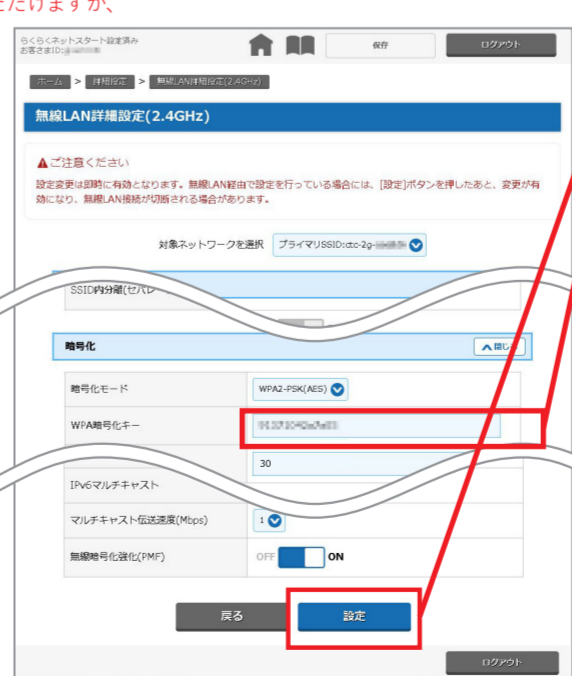 ただけますが、
らくらくネットスタート設定済み
お客さまID:
保存
ログアウト
ホーム > 詳細設定 > 無線LAN詳細設定(2.4GHz)
無線LAN詳細設定(2.4GHz)
ご注意ください
設定変更は即時に有効となります。無線LAN経由で設定を行っている場合には、[設定]ボタンを押したあと、変更が有
効になり、無線LAN接続が切断される場合があります。
対象ネットワークを選択 プライマリSSID:ctc-2g-
SSID内分離(セパレ
暗号化
閉じる
暗号化モード WPA2-PSK(AES)
WPA暗号化キー
30
IPv6マルチキャスト
マルチキャスト伝送速度(Mbps) 1
無線暗号化強化(PMF) OFF ON
戻る 設定
ログアウト